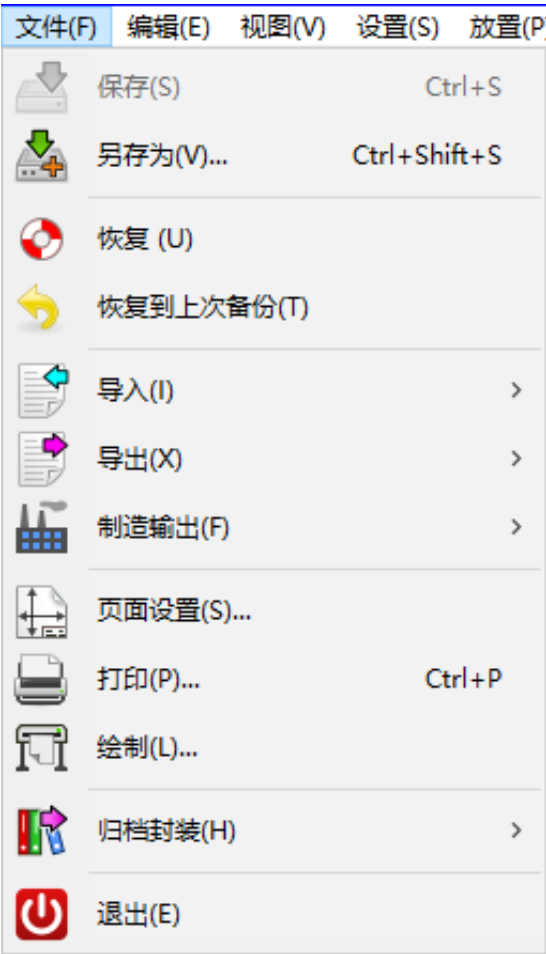 文件(F) 编辑(E) 视图(V) 设置(S) 放置(P)
保存(S) Ctrl+S
另存为(V)... Ctrl+Shift+S
恢复 (U)
恢复到上次备份(T)
导入(I)
导出(X)
制造输出(F)
页面设置(S)...
打印(P)... Ctrl+P
绘制(L)...
归档封装(H)
退出(E)